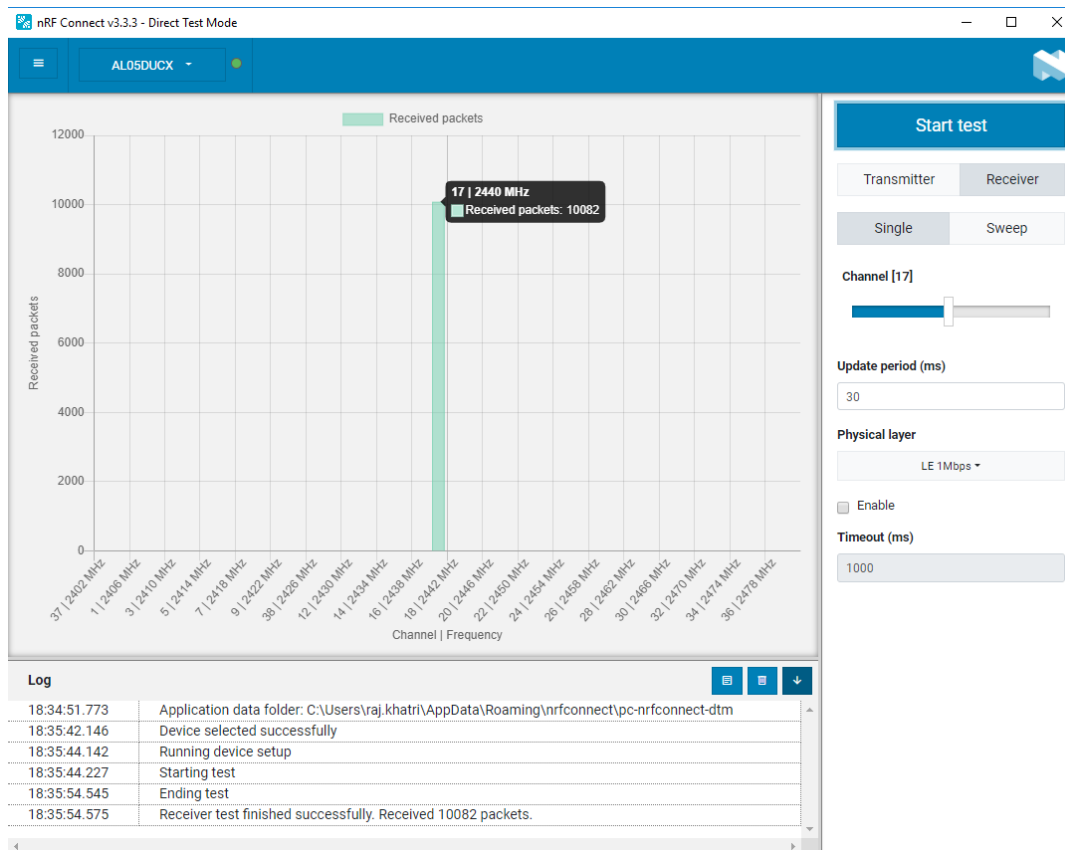 nRF Connect v3.3.3 - Direct Test Mode
AL05DUCX
Received packets
12000
10000
8000
6000
4000
2000
0
Received packets
17 | 2440 MHz
Received packets: 10082
37 | 2402 MHz
1 | 2406 MHz
3 | 2410 MHz
5 | 2414 MHz
7 | 2418 MHz
9 | 2422 MHz
38 | 2426 MHz
12 | 2430 MHz
14 | 2434 MHz
16 | 2438 MHz
18 | 2442 MHz
20 | 2446 MHz
22 | 2450 MHz
24 | 2454 MHz
26 | 2458 MHz
28 | 2462 MHz
30 | 2466 MHz
32 | 2470 MHz
34 | 2474 MHz
36 | 2478 MHz
Channel | Frequency
Start test
Transmitter Receiver
Single Sweep
Channel [17]
Update period (ms)
30
Physical layer
LE 1Mbps
Enable
Timeout (ms)
1000
Log
18:34:51.773 Application data folder: C:\Users\raj.khatri\AppData\Roaming\nrfconnect\pc-nrfconnect-dtm
18:35:42.146 Device selected successfully
18:35:44.142 Running device setup
18:35:44.227 Starting test
18:35:54.545 Ending test
18:35:54.575 Receiver test finished successfully. Received 10082 packets.